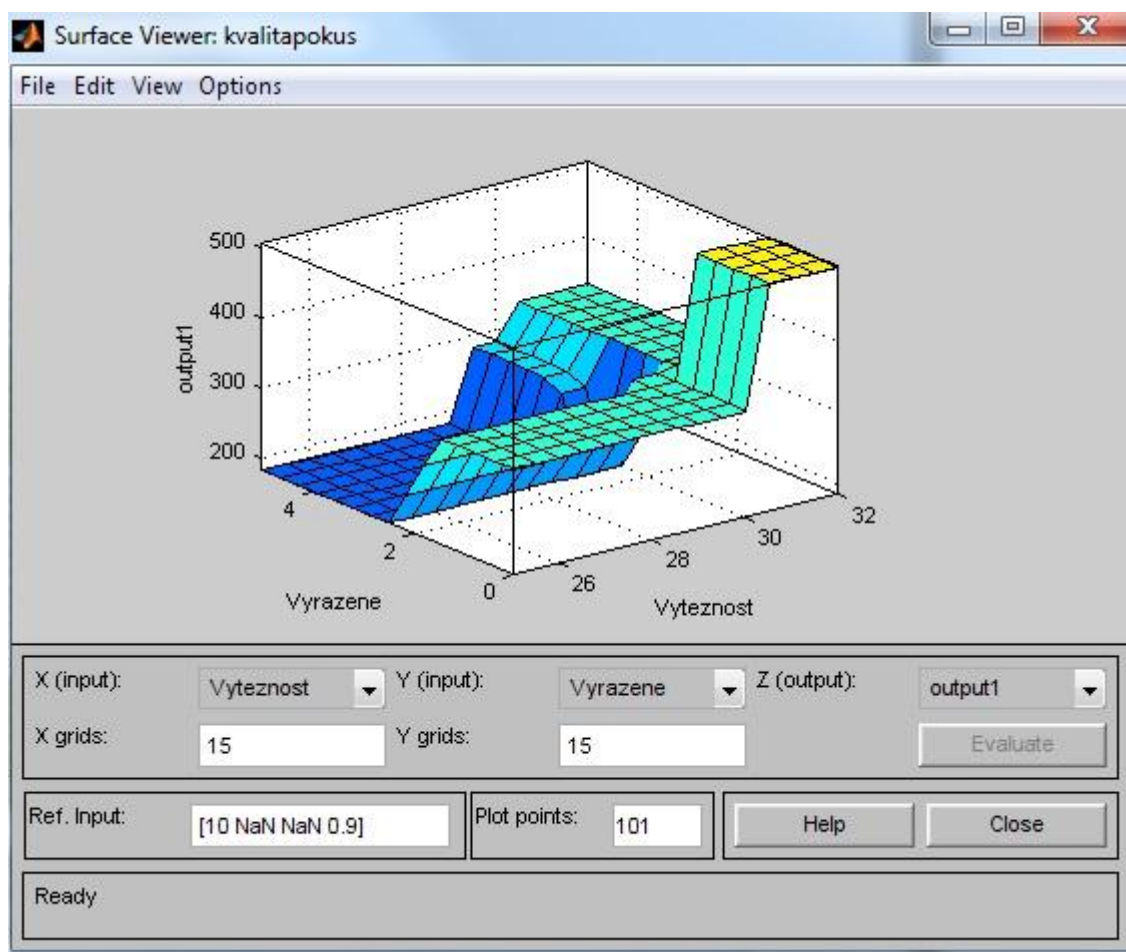 Surface Viewer: kvalitapokus
File Edit View Options
500
400
300
200
output1
4
2
0
Vyrazene
26
28
30
32
Vyteznost
X (input): Vyteznost Y (input): Vyrazene Z (output): output1
X grids: 15 Y grids: 15 Evaluate
Ref. Input: [10 NaN NaN 0.9] Plot points: 101 Help Close
Ready